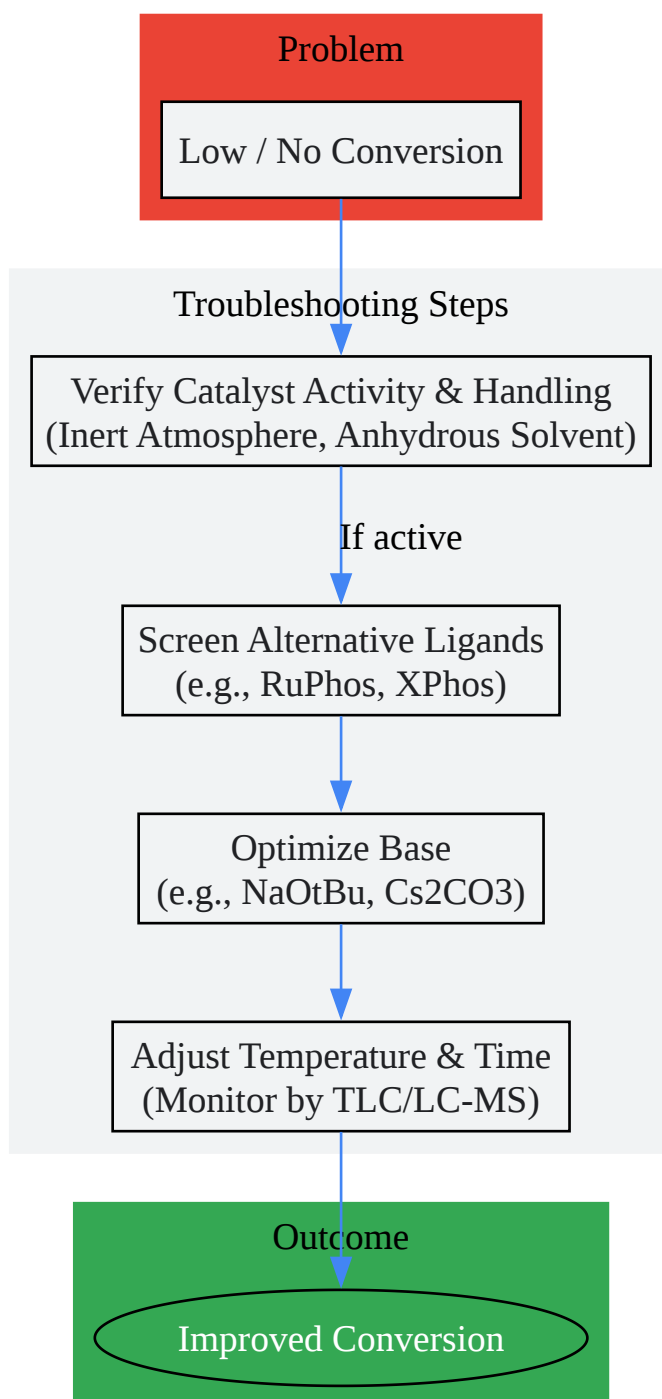 Problem
Low / No Conversion
Troubleshooting Steps
Verify Catalyst Activity & Handling
(Inert Atmosphere, Anhydrous Solvent)
If active
Screen Alternative Ligands
(e.g., RuPhos, XPhos)
Optimize Base
(e.g., NaOtBu, Cs2CO3)
Adjust Temperature & Time
(Monitor by TLC/LC-MS)
Outcome
Improved Conversion